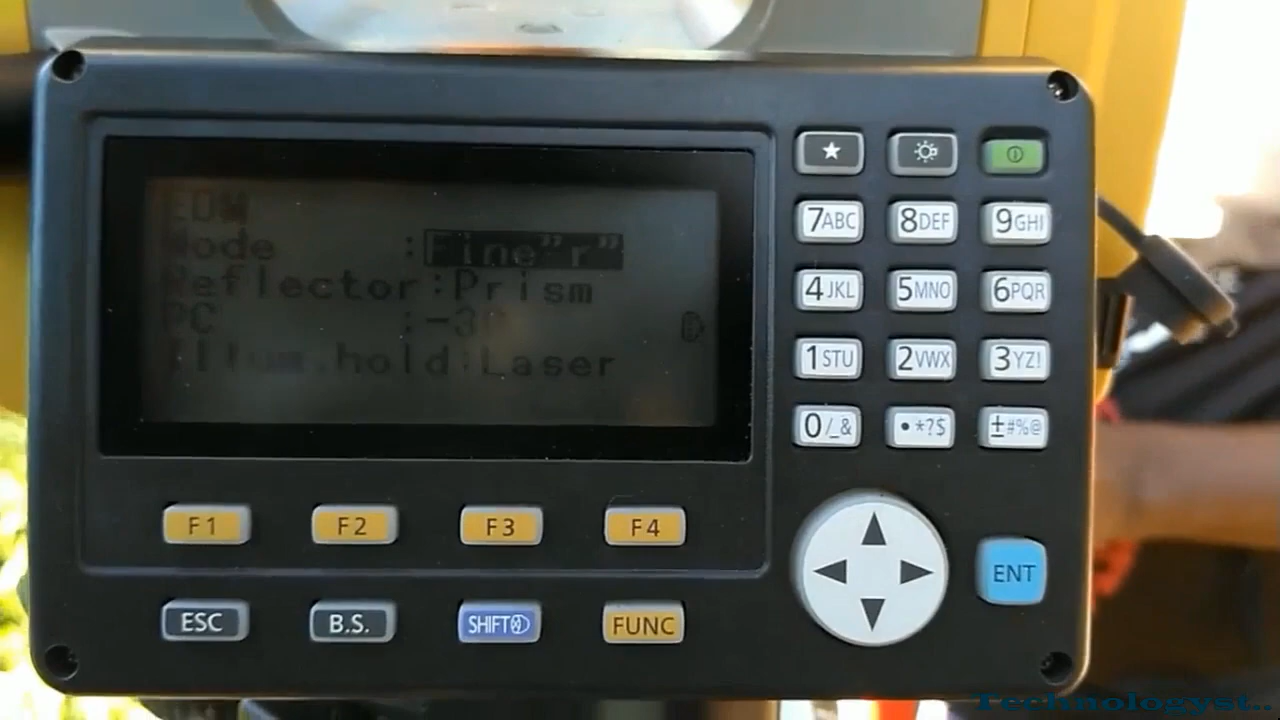 EDM
Mode :Fine"r"
Reflector:Prism
PC :-30
Illum.hold:Laser
★
7ABC 8DEF 9GHI
4JKL 5MNO 6PQR
1STU 2VWX 3YZ!
0/_& •*?$ ±#%@
F1 F2 F3 F4
ENT
ESC B.S. SHIFT FUNC
Technologyst..